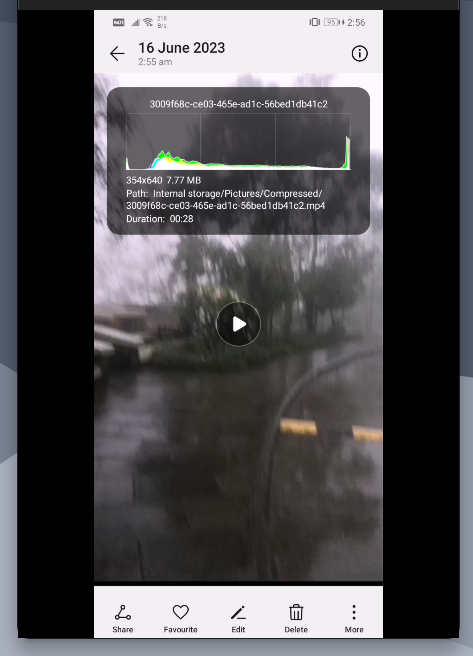 218
B/s
95
2:56
16 June 2023
2:55 am
3009f68c-ce03-465e-ad1c-56bed1db41c2
354x640 7.77 MB
Path: Internal storage/Pictures/Compressed/
3009f68c-ce03-465e-ad1c-56bed1db41c2.mp4
Duration: 00:28
Share
Favourite
Edit
Delete
More